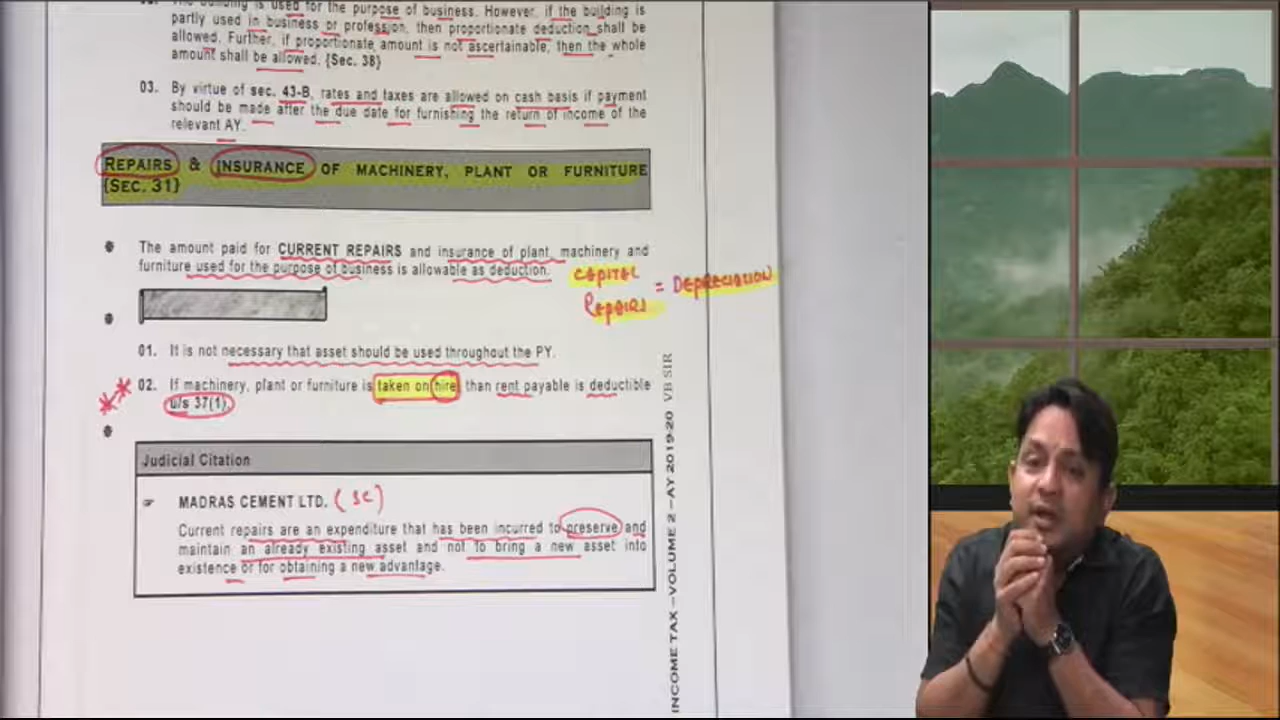 The building is used for the purpose of business. However, if the building is
partly used in business or profession, then proportionate deduction shall be
allowed. Further, if proportionate amount is not ascertainable, then the whole
amount shall be allowed. {Sec. 38}
03. By virtue of sec. 43-B, rates and taxes are allowed on cash basis if payment
should be made after the due date for furnishing the return of income of the
relevant AY.
REPAIRS & INSURANCE OF MACHINERY, PLANT OR FURNITURE
{SEC. 31}
The amount paid for CURRENT REPAIRS and insurance of plant, machinery and
furniture used for the purpose of business is allowable as deduction.
CAPITAL
REPAIRS = DEPRECIATION
01. It is not necessary that asset should be used throughout the PY.
02. If machinery, plant or furniture is taken on hire, than rent payable is deductible
u/s 37(1).
Judicial Citation
MADRAS CEMENT LTD. (SC)
Current repairs are an expenditure that has been incurred to preserve and
maintain an already existing asset and not to bring a new asset into
existence or for obtaining a new advantage.
INCOME TAX–VOLUME 2–AY 2019-20 VB SIR